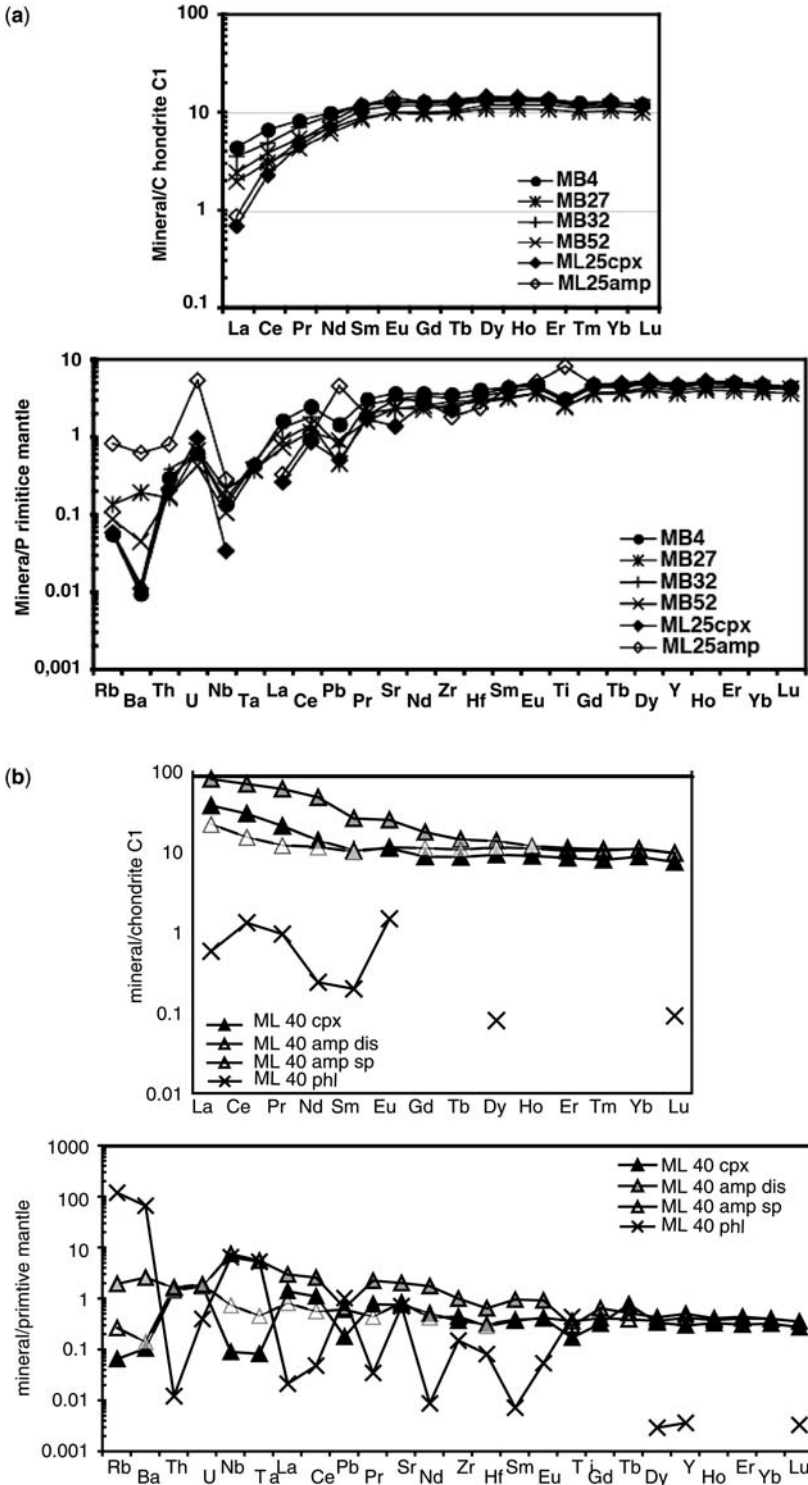 (a)
100
10
1
0.1
Mineral/C hondrite C1
MB4
MB27
MB32
MB52
ML25cpx
ML25amp
La Ce Pr Nd Sm Eu Gd Tb Dy Ho Er Tm Yb Lu
10
1
0.1
0.01
0,001
Minera/P rimitice mantle
MB4
MB27
MB32
MB52
ML25cpx
ML25amp
Rb Ba Th U Nb Ta La Ce Pb Pr Sr Nd Zr Hf Sm Eu Ti Gd Tb Dy Y Ho Er Yb Lu
(b)
100
10
1
0.1
0.01
mineral/chondrite C1
ML 40 cpx
ML 40 amp dis
ML 40 amp sp
ML 40 phl
La Ce Pr Nd Sm Eu Gd Tb Dy Ho Er Tm Yb Lu
1000
100
10
1
0.1
0.01
0.001
mineral/primtive mantle
ML 40 cpx
ML 40 amp dis
ML 40 amp sp
ML 40 phl
Rb Ba Th U Nb T a La Ce Pb Pr Sr Nd Zr Hf Sm Eu T i Gd Tb Dy Y Ho Er Yb Lu